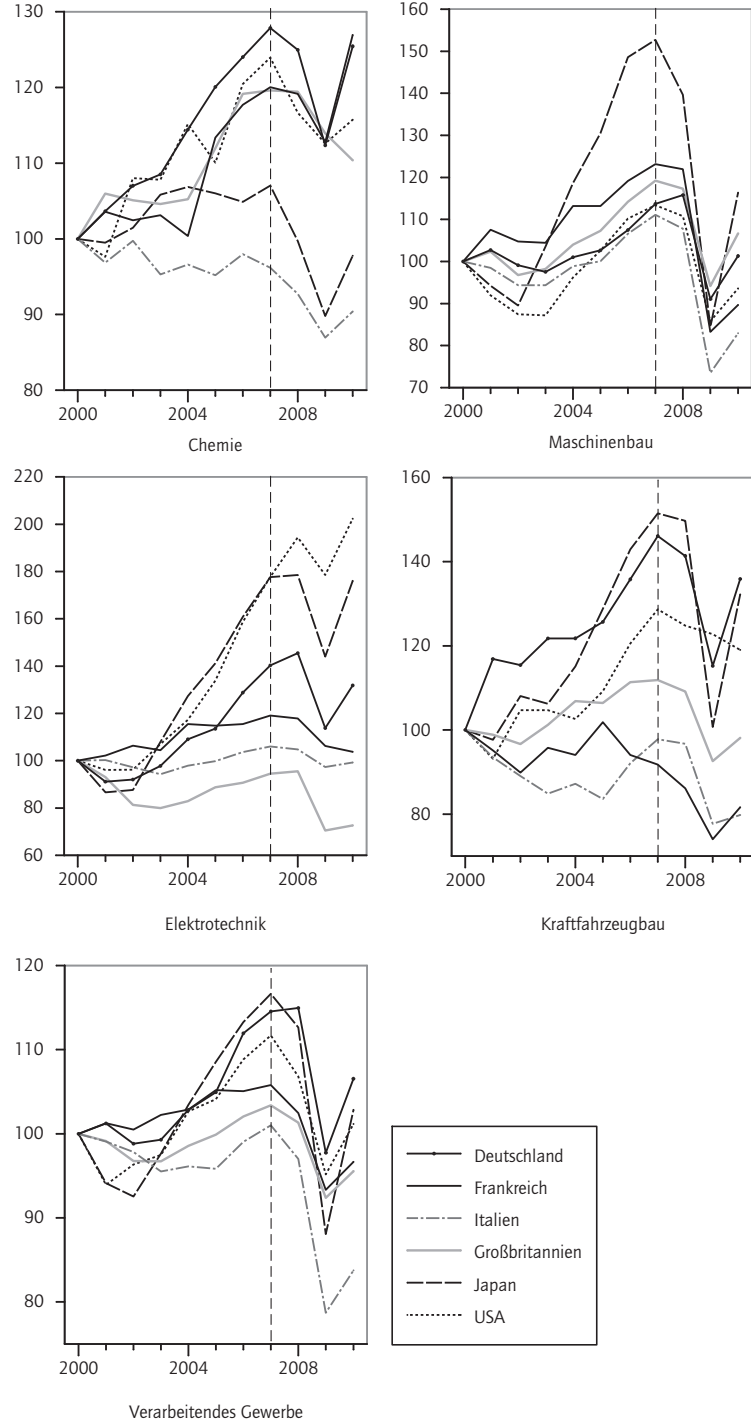 130
120
110
100
90
80
2000 2004 2008
Chemie
160
150
140
130
120
110
100
90
80
70
2000 2004 2008
Maschinenbau
220
200
180
160
140
120
100
80
60
2000 2004 2008
Elektrotechnik
160
140
120
100
80
2000 2004 2008
Kraftfahrzeugbau
120
110
100
90
80
2000 2004 2008
Verarbeitendes Gewerbe
Deutschland
Frankreich
Italien
Großbritannien
Japan
USA